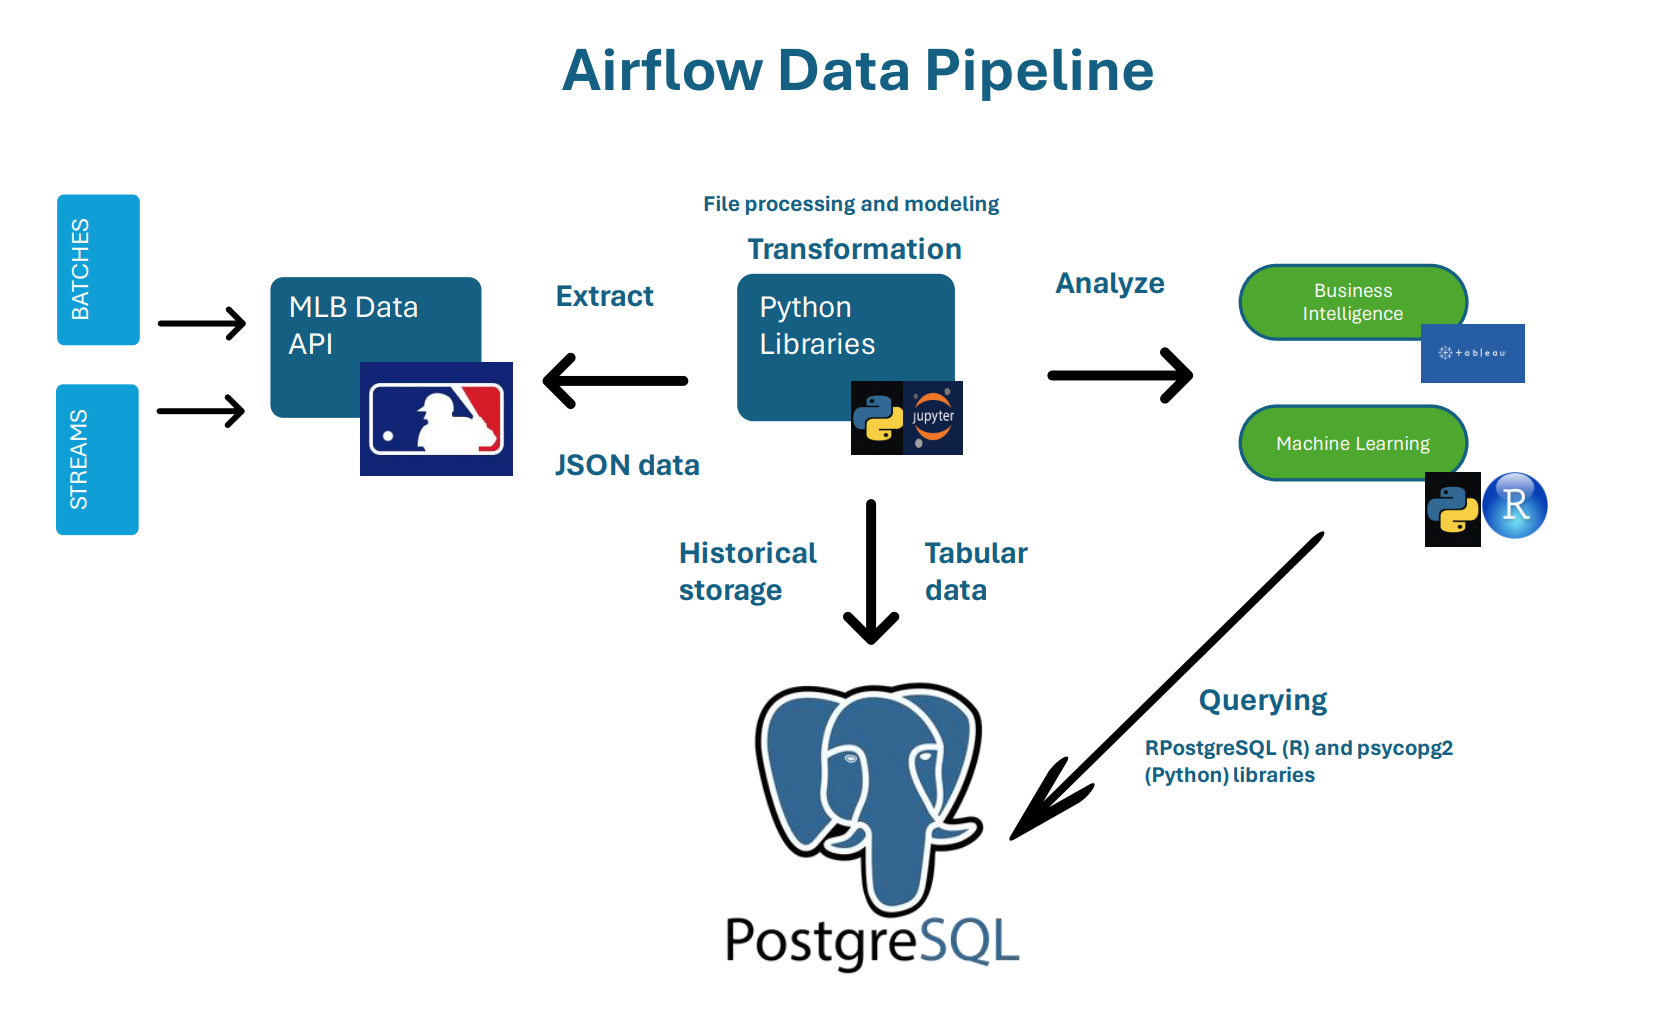 Airflow Data Pipeline
BATCHES
STREAMS
MLB Data
API
Extract
JSON data
File processing and modeling
Transformation
Python
Libraries
jupyter
Analyze
Business
Intelligence
+ableau
Machine Learning
R
Historical
storage
Tabular
data
Querying
RPostgreSQL (R) and psycopg2
(Python) libraries
PostgreSQL